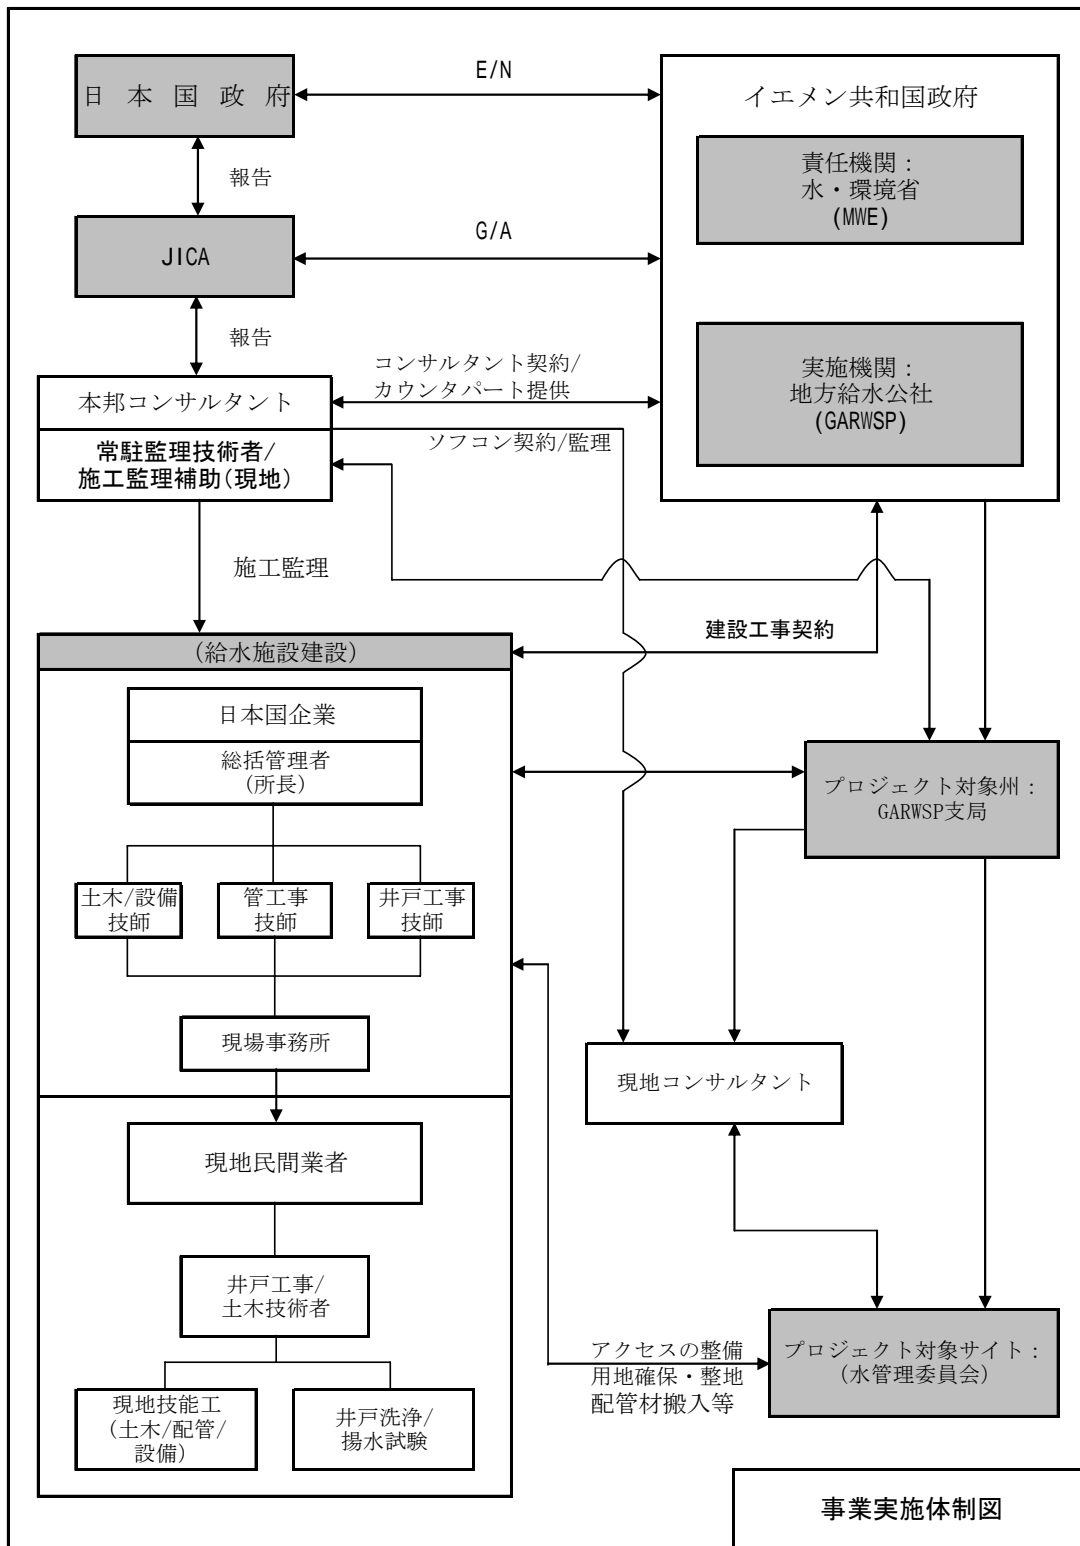 日本国政府
E/N
イエメン共和国政府
責任機関：
水・環境省
(MWE)
報告
JICA
G/A
報告
実施機関：
地方給水公社
(GARWSP)
コンサルタント契約/
カウンタパート提供
本邦コンサルタント
ソフコン契約/監理
常駐監理技術者/
施工監理補助(現地)
施工監理
建設工事契約
(給水施設建設)
日本国企業
総括管理者
(所長)
プロジェクト対象州：
GARWSP支局
土木/設備
技師
管工事
技師
井戸工事
技師
現場事務所
現地コンサルタント
現地民間業者
井戸工事/
土木技術者
アクセスの整備
用地確保・整地
配管材搬入等
プロジェクト対象サイト：
(水管理委員会)
現地技能工
(土木/配管/
設備)
井戸洗浄/
揚水試験
事業実施体制図